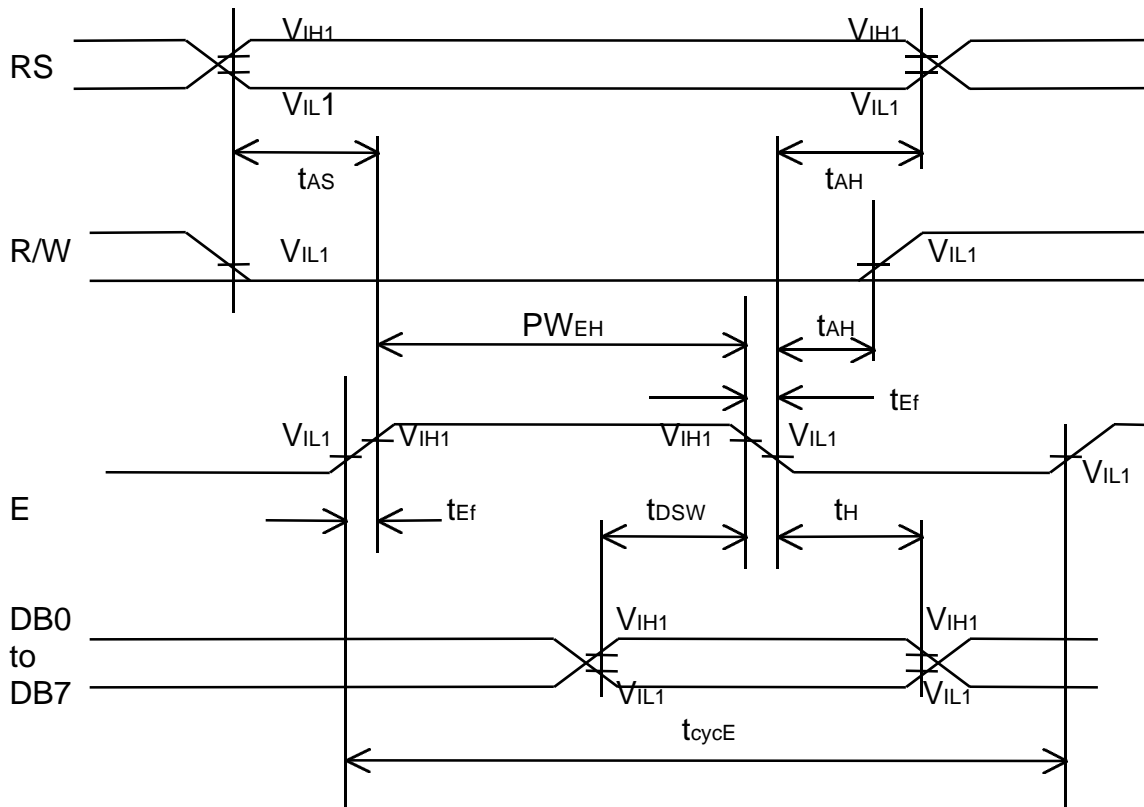 VIH1 VIH1
RS
VIL1 VIL1
tAS tAH
R/W VIL1 VIL1
PWEH tAH
tEf
VIL1 VIH1 VIH1 VIL1
VIL1
E tEf tDSW tH
DB0 VIH1 VIH1
to
DB7 VIL1 VIL1
tcycE